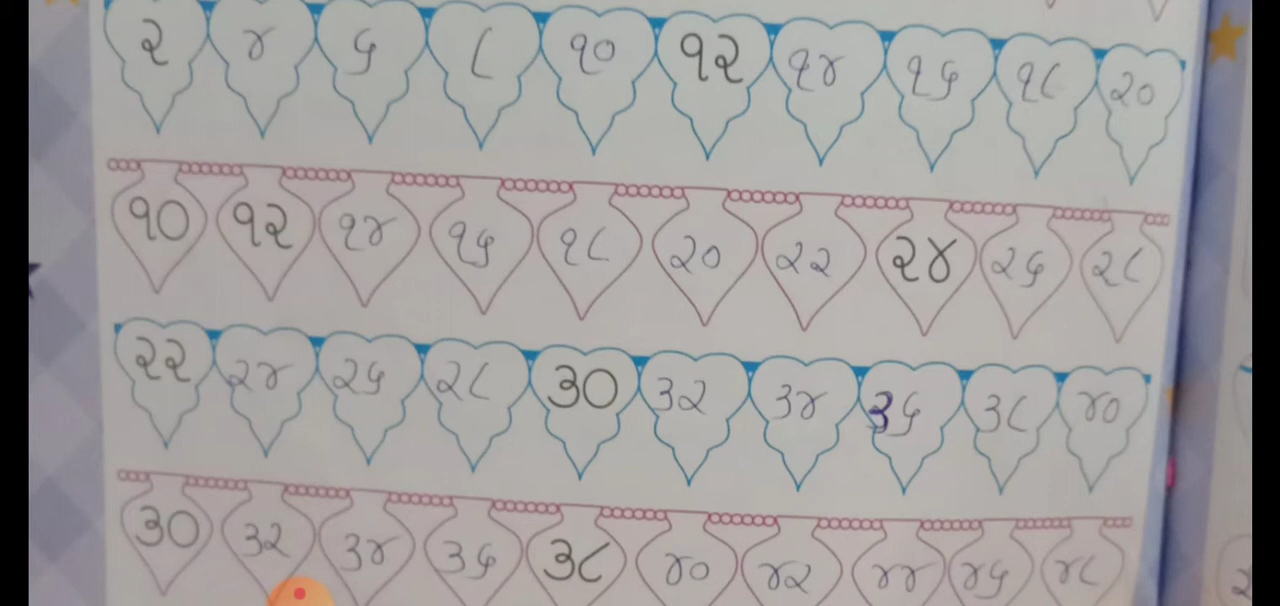 ૨ ૪ ૬ ૮ ૧૦ ૧૨ ૧૪ ૧૬ ૧૮ ૨૦
૧૦ ૧૨ ૧૪ ૧૬ ૧૮ ૨૦ ૨૨ ૨૪ ૨૬ ૨૮
૨૨ ૨૪ ૨૬ ૨૮ ૩૦ ૩૨ ૩૪ ૩૬ ૩૮ ૪૦
૩૦ ૩૨ ૩૪ ૩૬ ૩૮ ૪૦ ૪૨ ૪૪ ૪૬ ૪૮